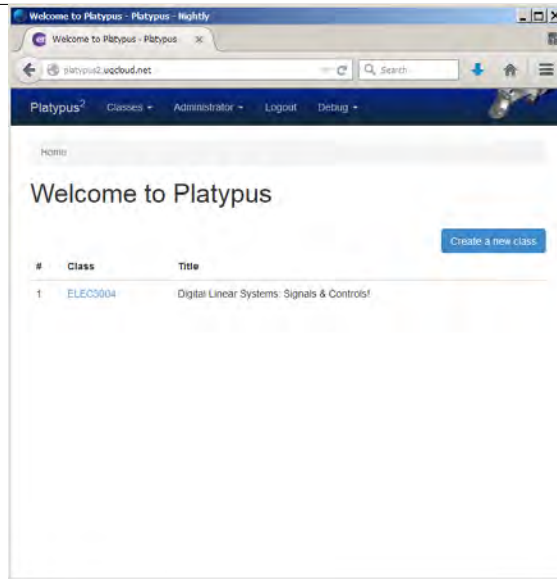 Welcome to Platypus - Platypus - Nightly
Welcome to Platypus - Platypus ×
platypus2.uqcloud.net
Search
Platypus² Classes Administrator Logout Debug
Home
Welcome to Platypus
Create a new class
# Class Title
1 ELEC3004 Digital Linear Systems: Signals & Controls!